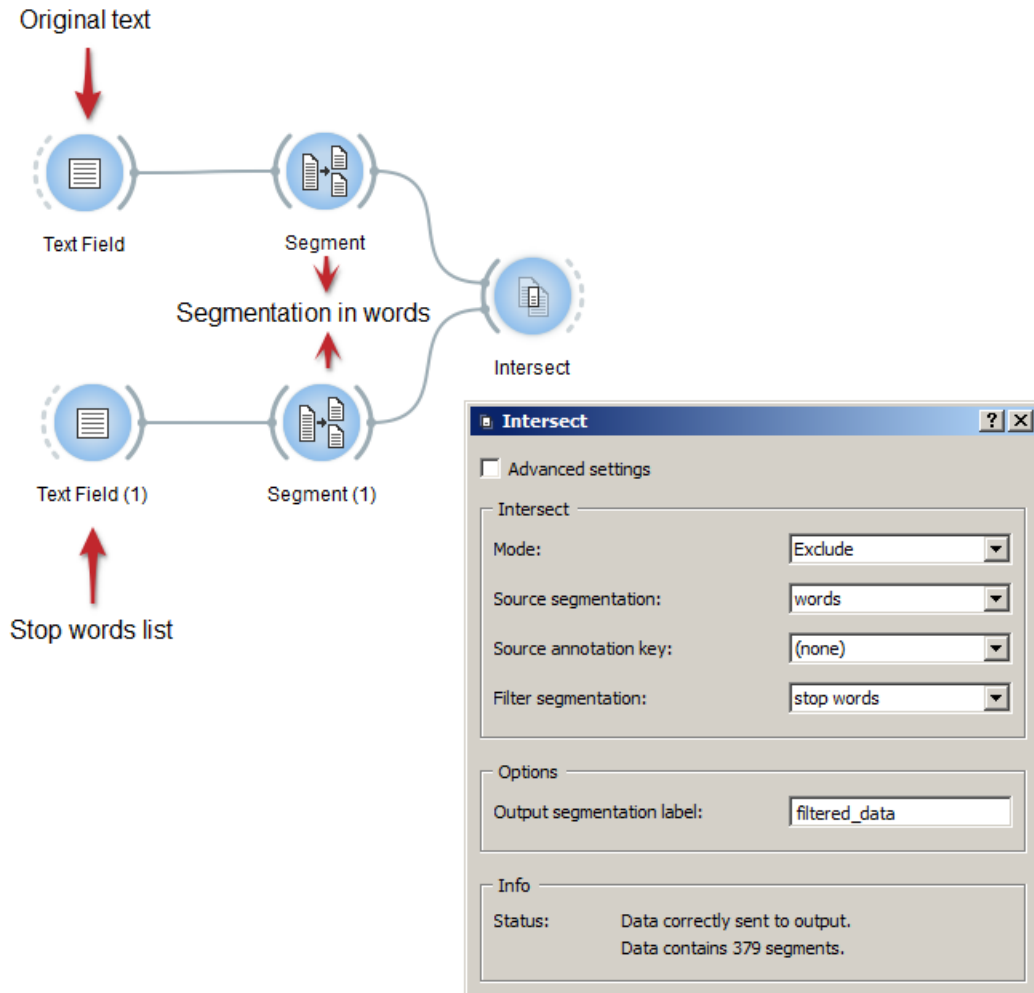 Original text
Text Field
Segment
Segmentation in words
Intersect
Text Field (1)
Segment (1)
Stop words list
Intersect
Advanced settings
Intersect
Mode: Exclude
Source segmentation: words
Source annotation key: (none)
Filter segmentation: stop words
Options
Output segmentation label: filtered_data
Info
Status: Data correctly sent to output.
Data contains 379 segments.